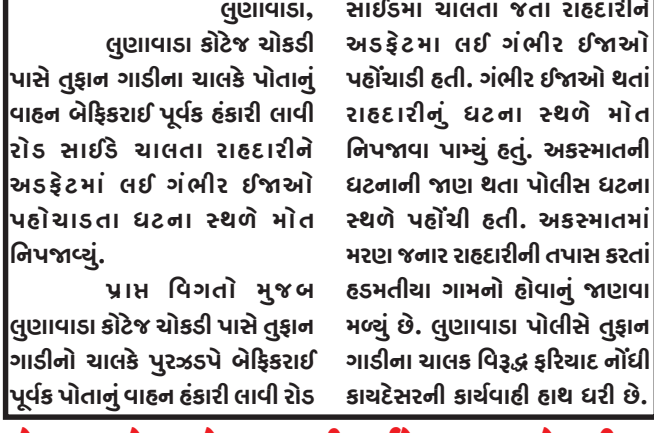 લુણાવાડા,
લુણાવાડા કોટેજ ચોકડી
પાસે તુફાન ગાડીના ચાલકે પોતાનું
વાહન બેફિકરાઈ પૂર્વક હંકારી લાવી
રોડ સાઈડે ચાલતા રાહદારીને
અડફેટમાં લઈ ગંભીર ઈજાઓ
પહોચાડતા ઘટના સ્થળે મોત
નિપજાવ્યું.
પ્રાપ્ત વિગતો મુજબ
લુણાવાડા કોટેજ ચોકડી પાસે તુફાન
ગાડીનો ચાલકે પુરઝડપે બેફિકરાઈ
પૂર્વક પોતાનું વાહન હંકારી લાવી રોડ
સાઈડમાં ચાલતા જતા રાહદારીને
અડફેટમા લઈ ગંભીર ઈજાઓ
પહોંચાડી હતી. ગંભીર ઈજાઓ થતાં
રાહદારીનું ઘટના સ્થળે મોત
નિપજાવા પામ્યું હતું. અકસ્માતની
ઘટનાની જાણ થતા પોલીસ ઘટના
સ્થળે પહોંચી હતી. અકસ્માતમાં
મરણ જનાર રાહદારીની તપાસ કરતાં
હડમતીયા ગામનો હોવાનું જાણવા
મળ્યું છે. લુણાવાડા પોલીસે તુફાન
ગાડીના ચાલક વિરૂદ્ધ ફરિયાદ નોંધી
કાયદેસરની કાર્યવાહી હાથ ધરી છે.